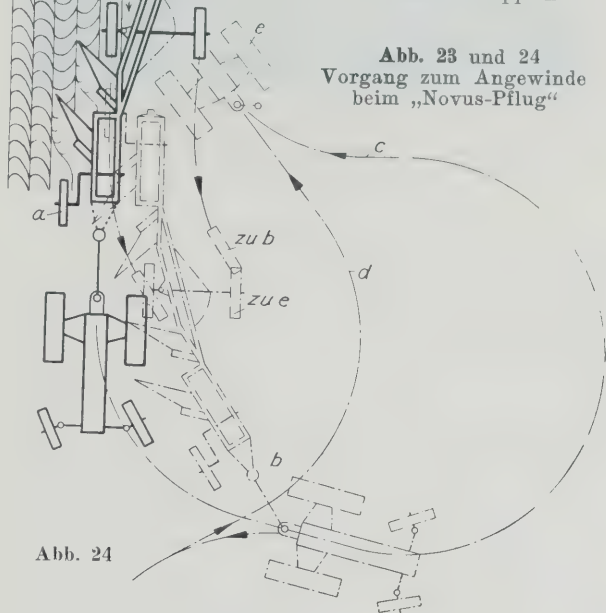 e
Abb. 23 und 24
Vorgang zum Angewinde
beim „Novus-Pflug“
c
a
zu b
d
zu e
b
Abb. 24